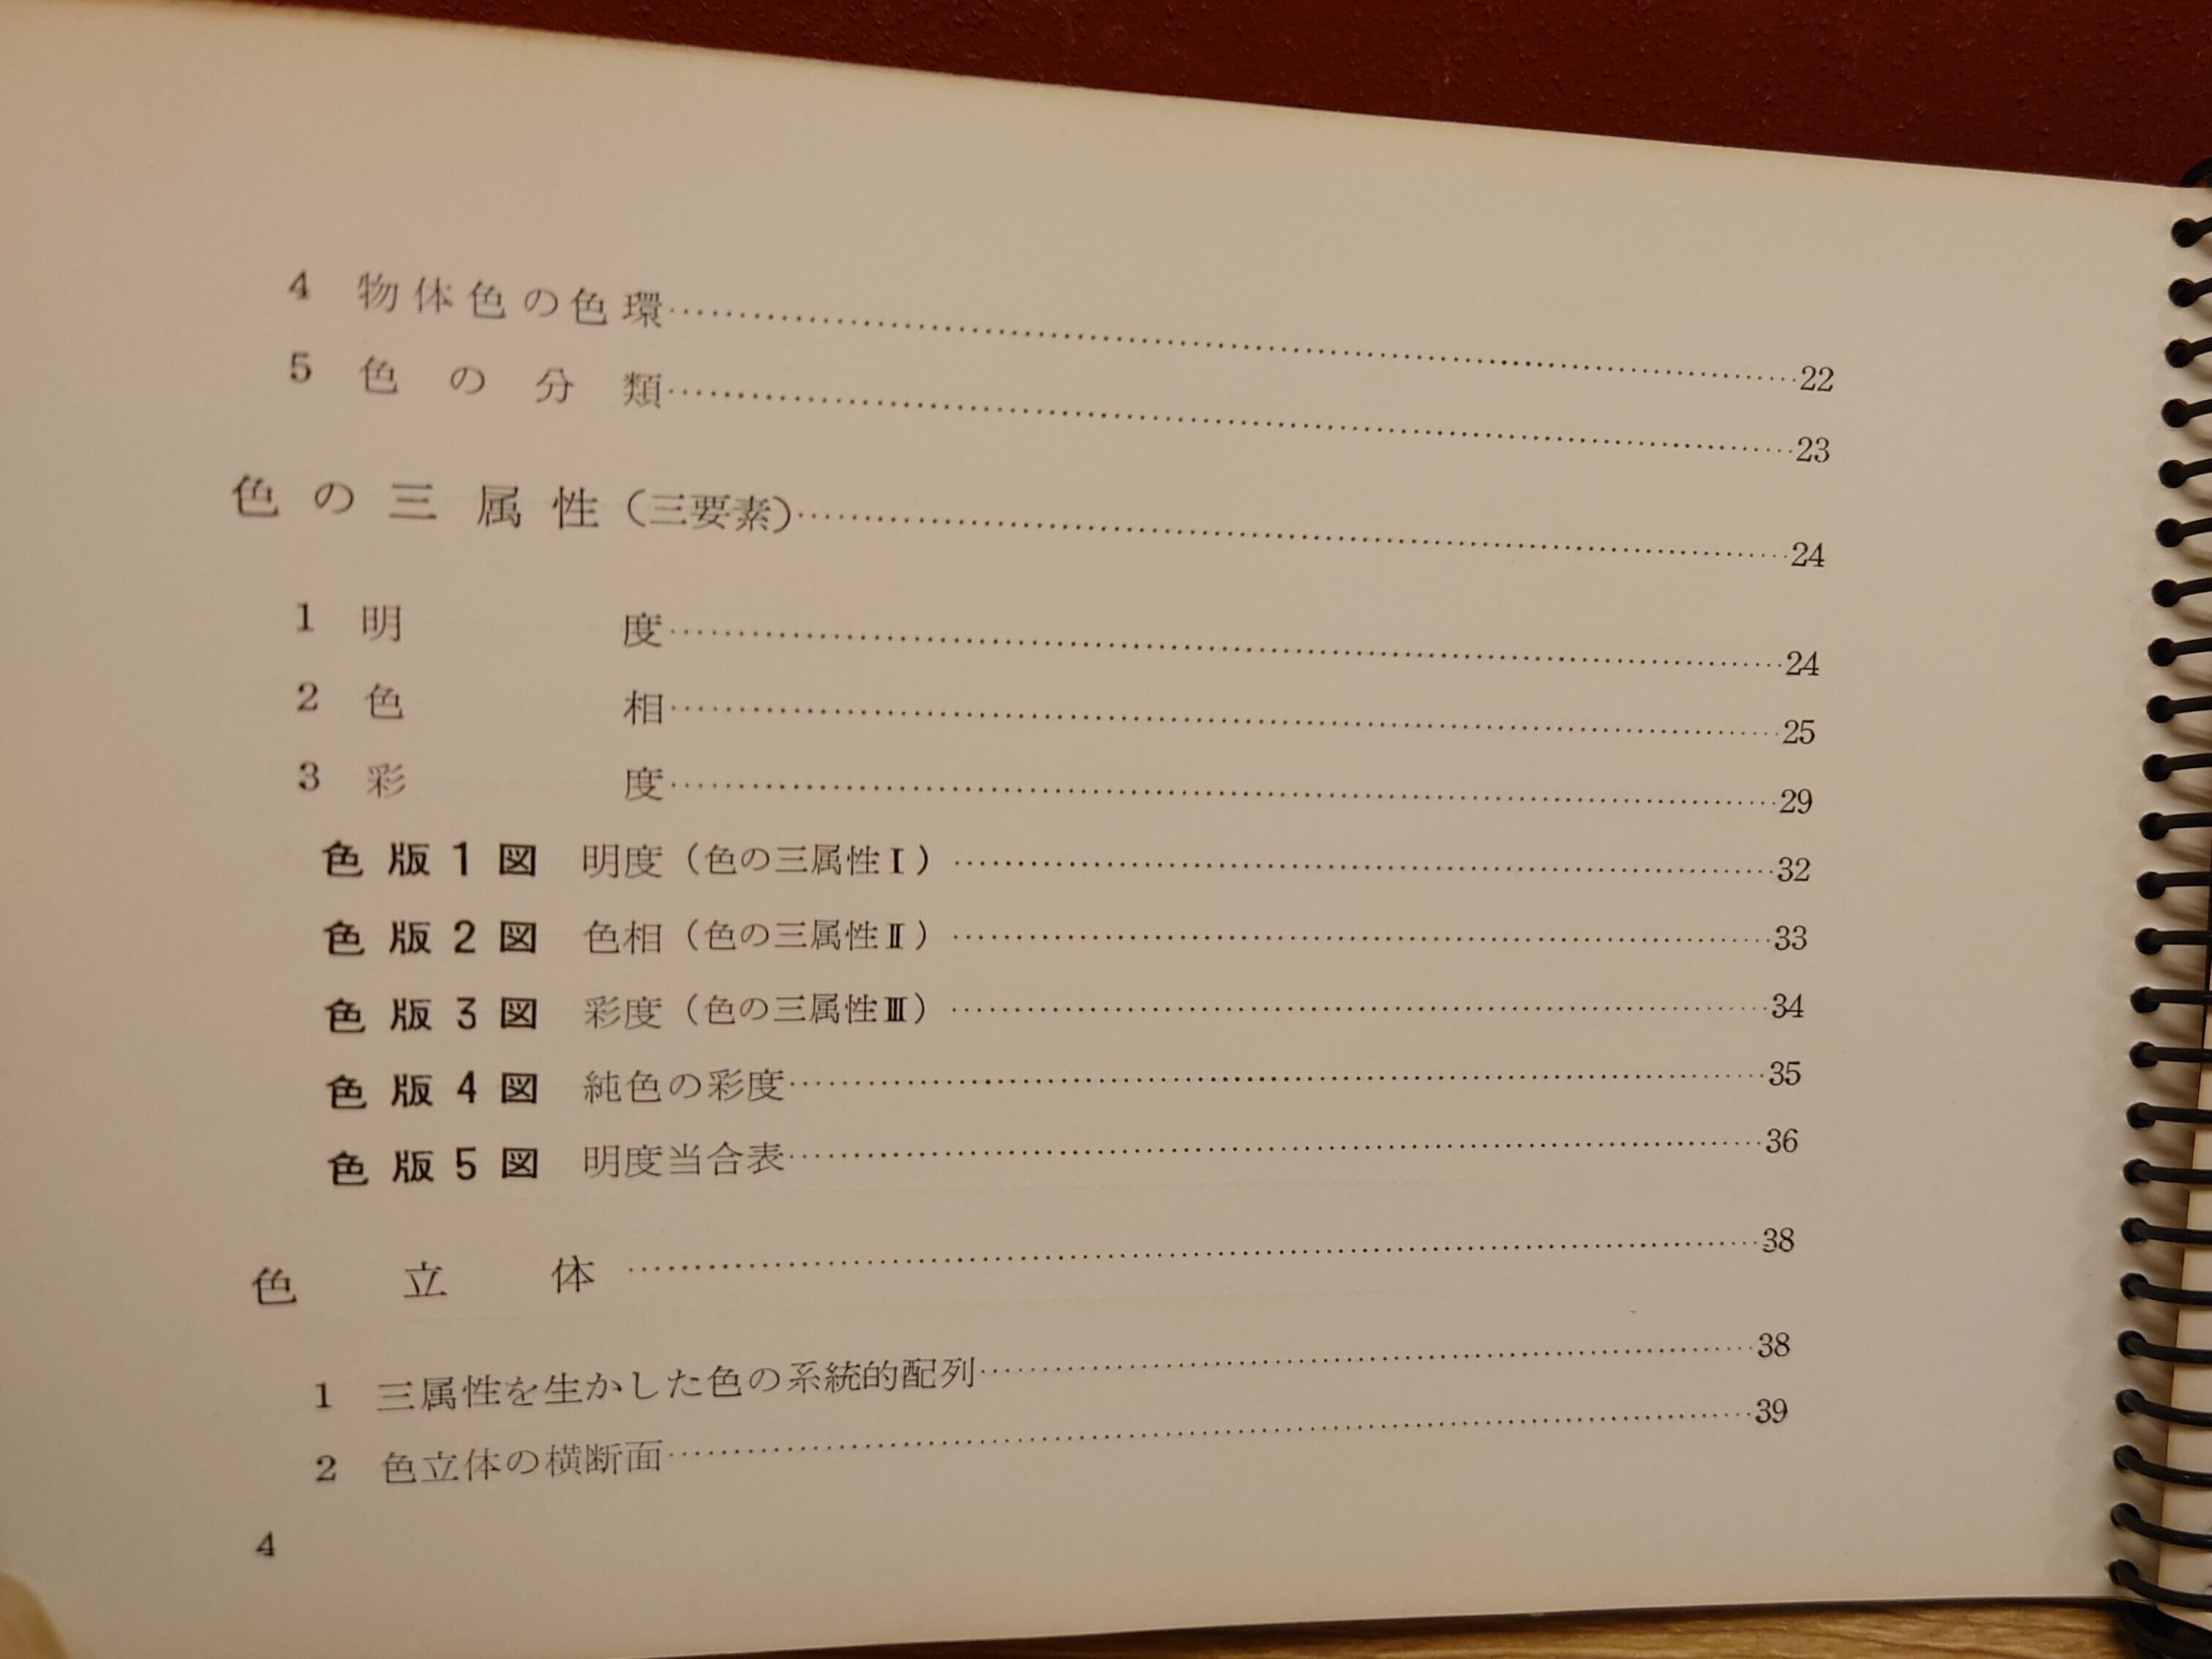 4 物体色の色環……22
5 色の分類……23
色の三属性（三要素）……24
1 明度……24
2 色相……25
3 彩度……29
色版1図 明度（色の三属性Ⅰ）……32
色版2図 色相（色の三属性Ⅱ）……33
色版3図 彩度（色の三属性Ⅲ）……34
色版4図 純色の彩度……35
色版5図 明度当合表……36
色立体……38
1 三属性を生かした色の系統的配列……38
2 色立体の横断面……39
4